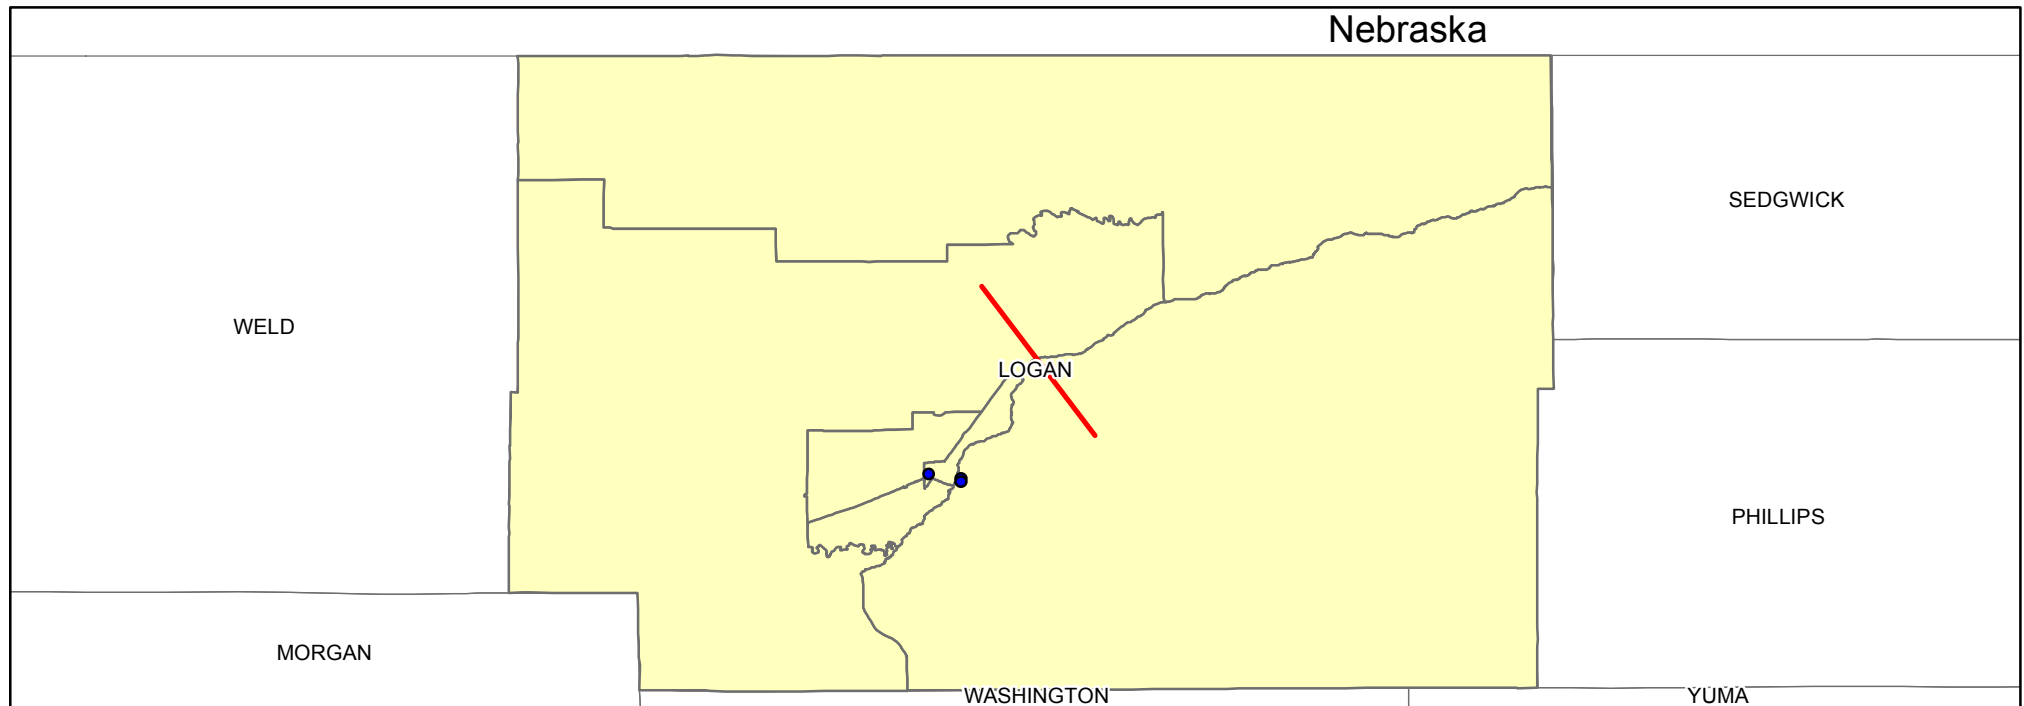 Nebraska
SEDGWICK
WELD
LOGAN
PHILLIPS
MORGAN
WASHINGTON
YUMA